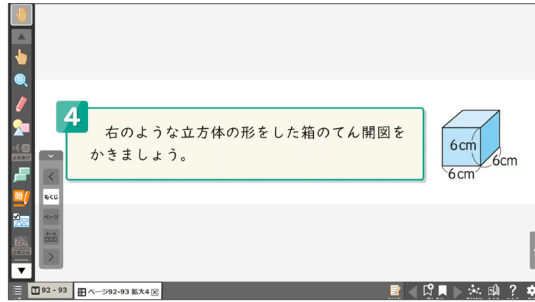 4
右のような立方体の形をした箱のてん開図を
かきましょう。
6cm
6cm
6cm
もくじ
ページ
92-93
ページ92-93 拡大4